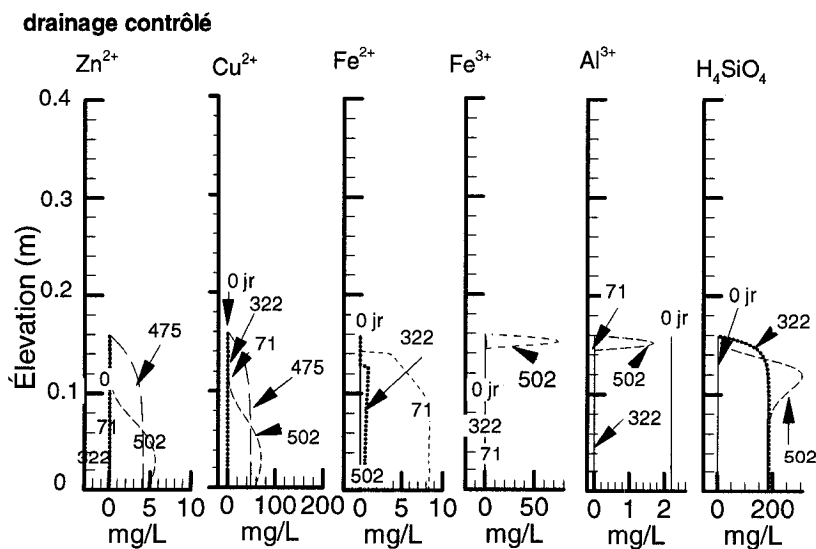 drainage contrôlé
Zn²⁺ Cu²⁺ Fe²⁺ Fe³⁺ Al³⁺ H₄SiO₄
Élevation (m)
0.4
0.3
0.2
0.1
0
475
0
71
502
322
0 5 10
mg/L
0 jr
322
71
475
502
0 100 200
mg/L
0 jr
322
71
502
0 5 10
mg/L
502
0 jr
322
71
0 50
mg/L
71
0 jr
502
322
0 1 2
mg/L
0 jr
322
502
0 200
mg/L